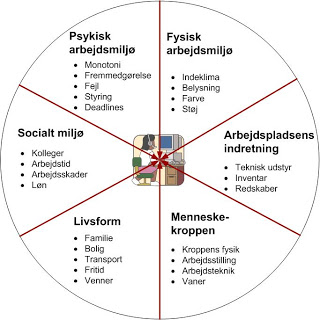 Psykisk
arbejdsmiljø
Monotoni
Fremmedgørelse
Fejl
Styring
Deadlines
Fysisk
arbejdsmiljø
Indeklima
Belysning
Farve
Støj
Arbejdspladsens
indretning
Teknisk udstyr
Inventar
Redskaber
Menneske-
kroppen
Kroppens fysik
Arbejdsstilling
Arbejdsteknik
Vaner
Livsform
Familie
Bolig
Transport
Fritid
Venner
Socialt miljø
Kolleger
Arbejdstid
Arbejdsskader
Løn